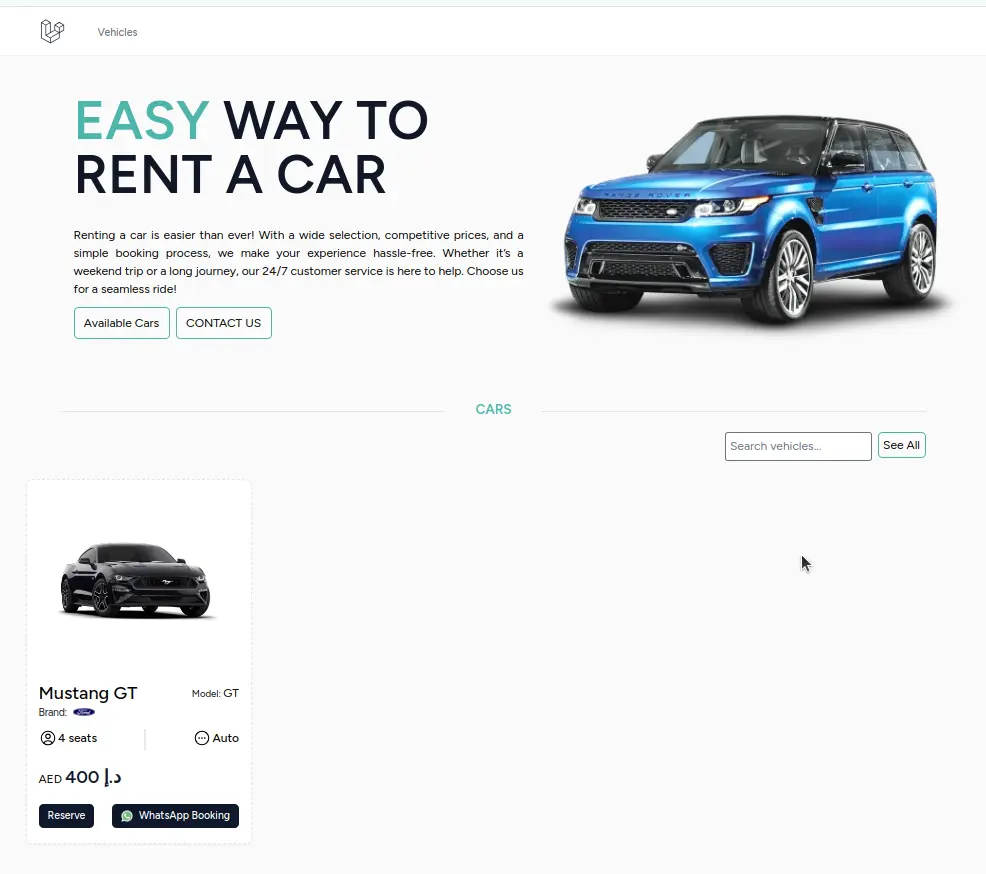 Vehicles
EASY WAY TO
RENT A CAR
Renting a car is easier than ever! With a wide selection, competitive prices, and a
simple booking process, we make your experience hassle-free. Whether it's a
weekend trip or a long journey, our 24/7 customer service is here to help. Choose us
for a seamless ride!
Available Cars CONTACT US
RANGE ROVER
CARS
Search vehicles... See All
Mustang GT Model: GT
Brand: Ford
4 seats Auto
AED 400 د.إ
Reserve WhatsApp Booking